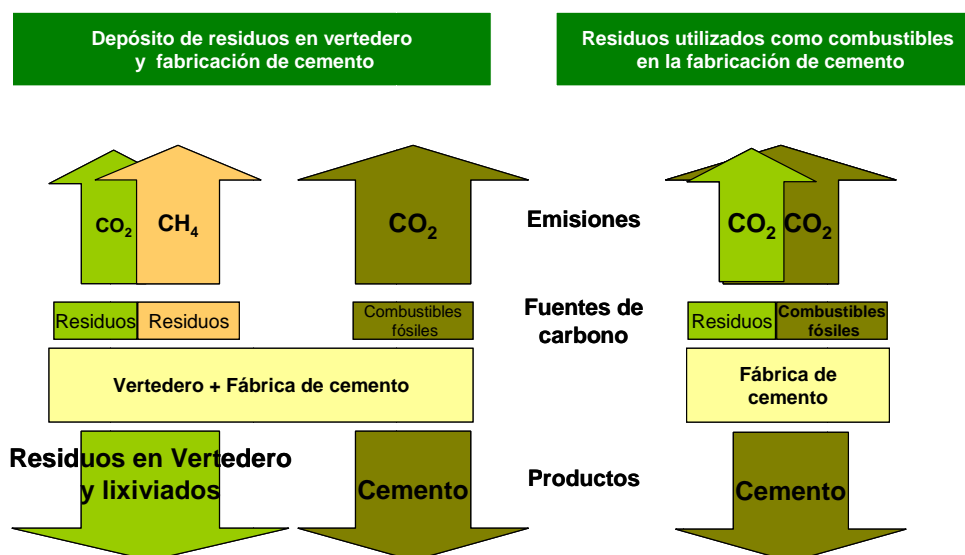 Depósito de residuos en vertedero
y fabricación de cemento
Residuos utilizados como combustibles
en la fabricación de cemento
CO2
CH4
CO2
Emisiones
CO2
CO2
Residuos
Residuos
Combustibles
fósiles
Fuentes de
carbono
Residuos
Combustibles
fósiles
Vertedero + Fábrica de cemento
Fábrica de
cemento
Residuos en Vertedero
y lixiviados
Cemento
Productos
Cemento